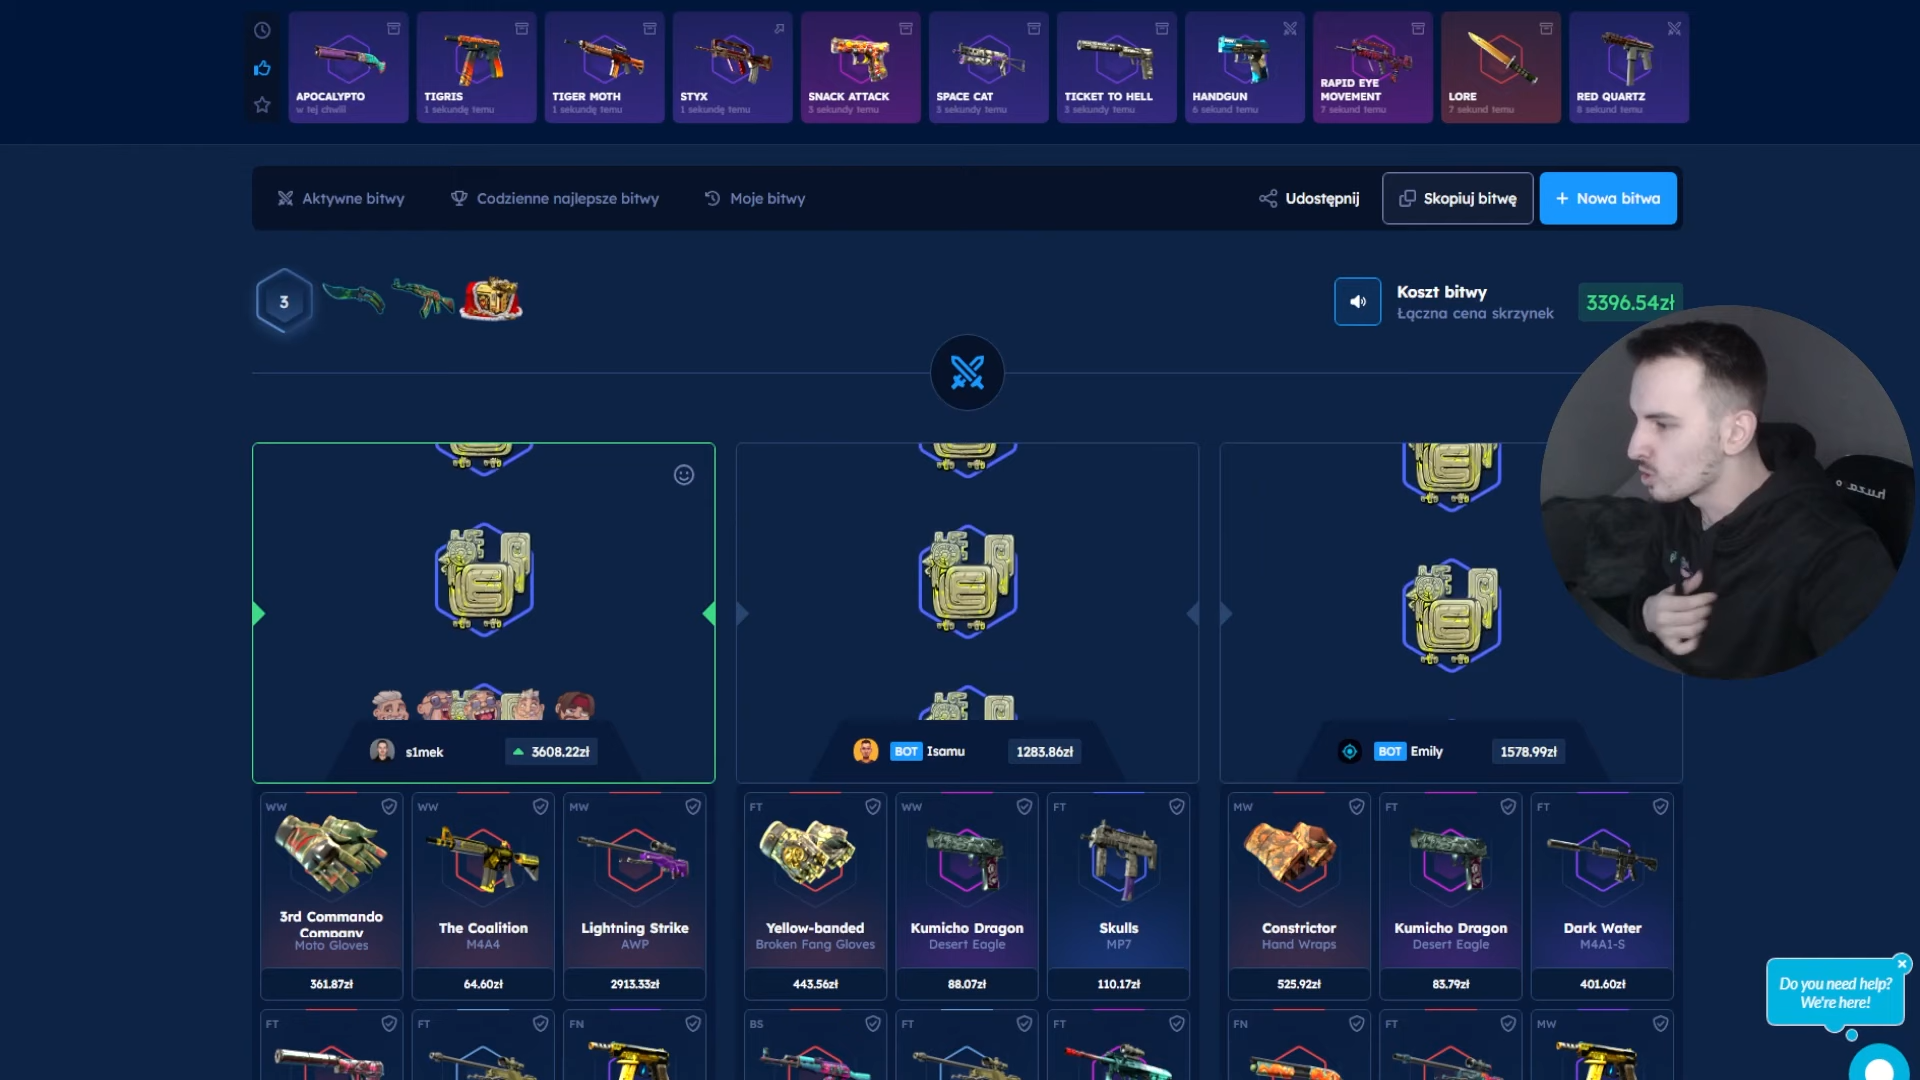 APOCALYPTO
w tej chwili
TIGRIS
1 sekundę temu
TIGER MOTH
1 sekundę temu
STYX
1 sekundę temu
SNACK ATTACK
3 sekundy temu
SPACE CAT
3 sekundy temu
TICKET TO HELL
3 sekundy temu
HANDGUN
6 sekund temu
RAPID EYE
MOVEMENT
7 sekund temu
LORE
7 sekund temu
RED QUARTZ
8 sekund temu
Aktywne bitwy
Codzienne najlepsze bitwy
Moje bitwy
Udostępnij
Skopiuj bitwę
+ Nowa bitwa
3
Koszt bitwy
Łączna cena skrzynek
3396.54zł
s1mek
3608.22zł
BOT Isamu
1283.86zł
BOT Emily
1578.99zł
WW
3rd Commando
Company
Moto Gloves
361.87zł
WW
The Coalition
M4A4
64.60zł
MW
Lightning Strike
AWP
2913.33zł
FT
Yellow-banded
Broken Fang Gloves
443.56zł
WW
Kumicho Dragon
Desert Eagle
88.07zł
FT
Skulls
MP7
110.17zł
MW
Constrictor
Hand Wraps
525.92zł
FT
Kumicho Dragon
Desert Eagle
83.79zł
FT
Dark Water
M4A1-S
401.60zł
FT
FT
FN
BS
FT
FT
FN
FT
MW
Do you need help?
We're here!